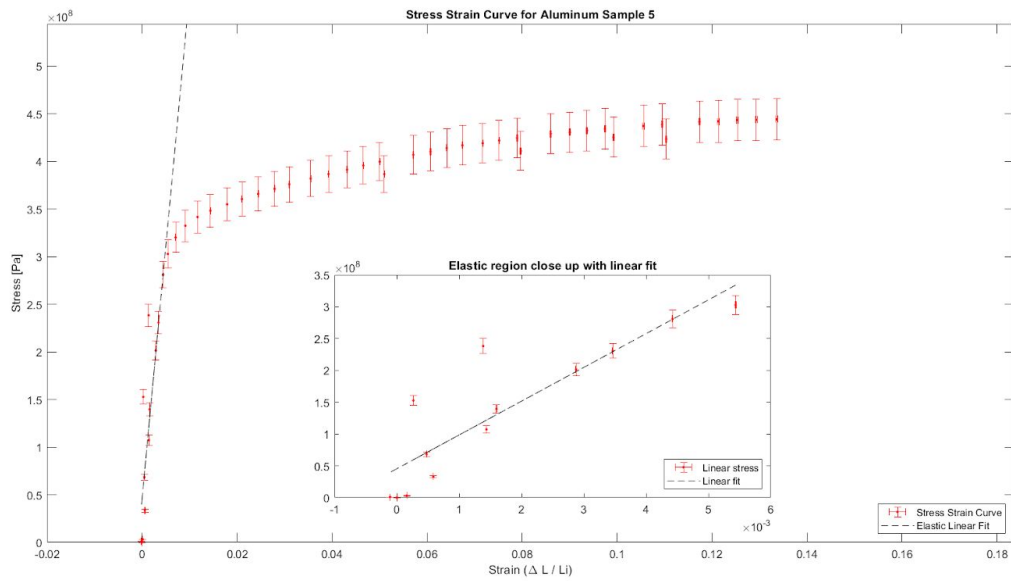 Stress Strain Curve for Aluminum Sample 5
×10⁸
5
4.5
4
3.5
3
2.5
2
1.5
1
0.5
0
Stress [Pa]
-0.02 0 0.02 0.04 0.06 0.08 0.1 0.12 0.14 0.16 0.18
Strain (Δ L / Li)
Stress Strain Curve
Elastic Linear Fit
Elastic region close up with linear fit
×10⁸
3.5
3
2.5
2
1.5
1
0.5
0
-1 0 1 2 3 4 5 6
×10⁻³
Linear stress
Linear fit